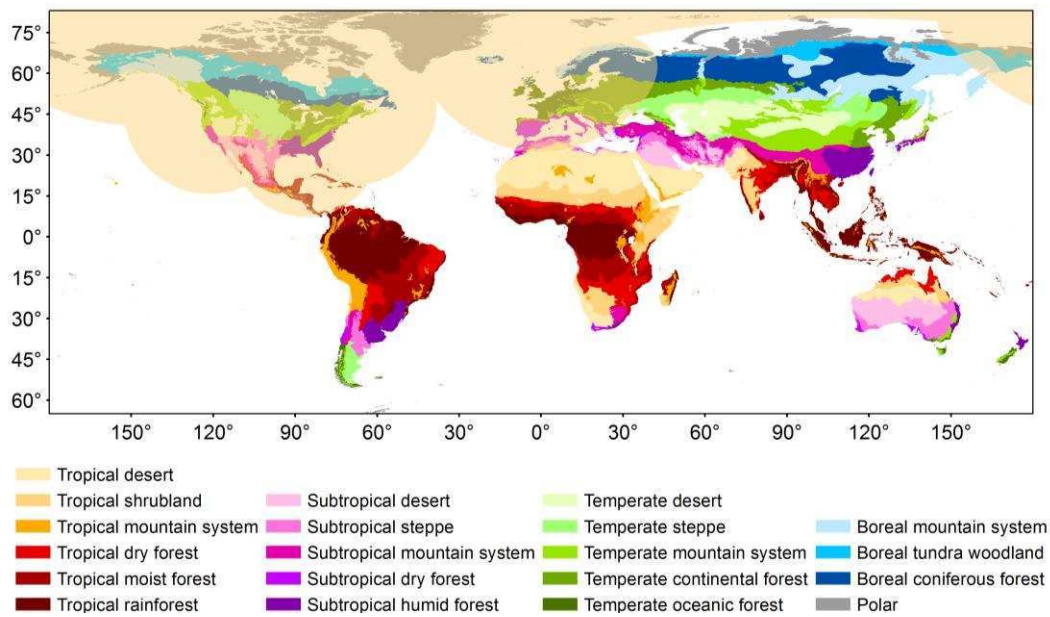 75°
60°
45°
30°
15°
0°
15°
30°
45°
60°
150° 120° 90° 60° 30° 0° 30° 60° 90° 120° 150°
Tropical desert
Tropical shrubland Subtropical desert Temperate desert
Tropical mountain system Subtropical steppe Temperate steppe Boreal mountain system
Tropical dry forest Subtropical mountain system Temperate mountain system Boreal tundra woodland
Tropical moist forest Subtropical dry forest Temperate continental forest Boreal coniferous forest
Tropical rainforest Subtropical humid forest Temperate oceanic forest Polar